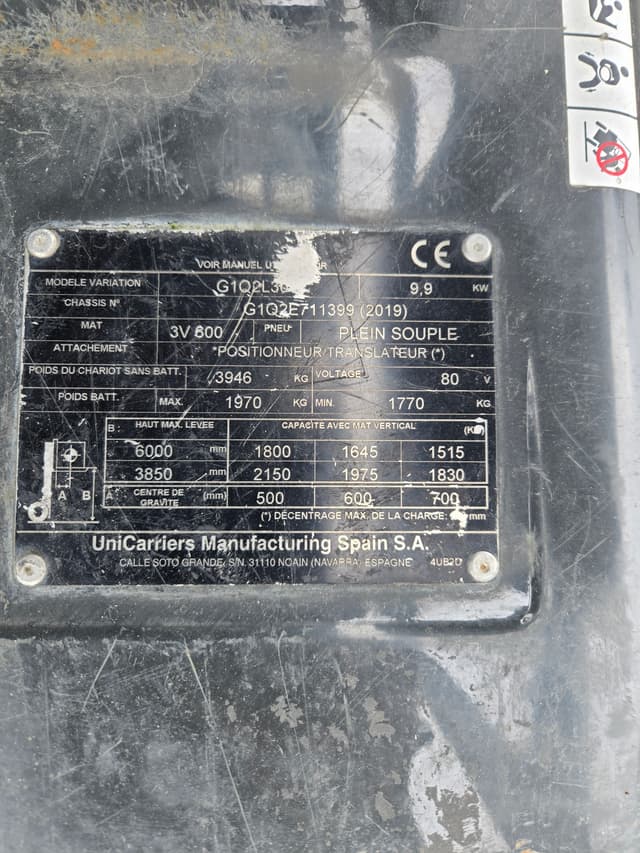 VOIR MANUEL
CE
MODELE VARIATION 9,9 KW
CHASSIS N° G1Q2E711399 (2019)
MAT 3V 600 PNEU PLEIN SOUPLE
ATTACHEMENT *POSITIONNEUR/TRANSLATEUR (*)
POIDS DU CHARIOT SANS BATT. 3946 KG VOLTAGE 80 V
POIDS BATT. MAX. 1970 KG MIN. 1770 KG
B HAUT MAX. LEVEE CAPACITE AVEC MAT VERTICAL (KG)
6000 mm 1800 1645 1515
3850 mm 2150 1975 1830
A CENTRE DE GRAVITE (mm) 500 600 700
A B
(*) DÉCENTRAGE MAX. DE LA CHARGE: mm
UniCarriers Manufacturing Spain S.A.
CALLE SOTO GRANDE, S/N. 31110 NOAIN (NAVARRA) ESPAGNE